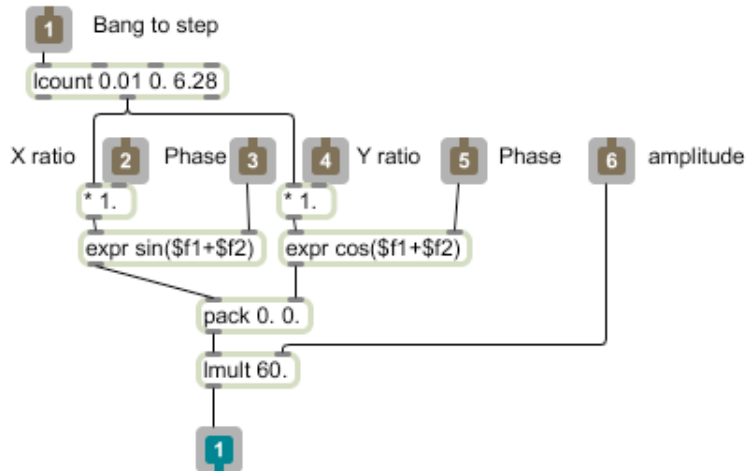 1 Bang to step
lcount 0.01 0. 6.28
X ratio 2 Phase 3 4 Y ratio 5 Phase 6 amplitude
* 1. * 1.
expr sin($f1+$f2) expr cos($f1+$f2)
pack 0. 0.
lmult 60.
1